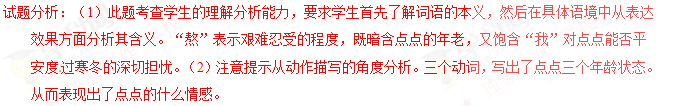 试题分析：（1）此题考查学生的理解分析能力，要求学生首先了解词语的本义，然后在具体语境中从表达
效果方面分析其含义。“熬”表示艰难忍受的程度，既暗含点点的年老，又饱含“我”对点点能否平
安度过寒冬的深切担忧。（2）注意提示从动作描写的角度分析。三个动词，写出了点点三个年龄状态。
从而表现出了点点的什么情感。